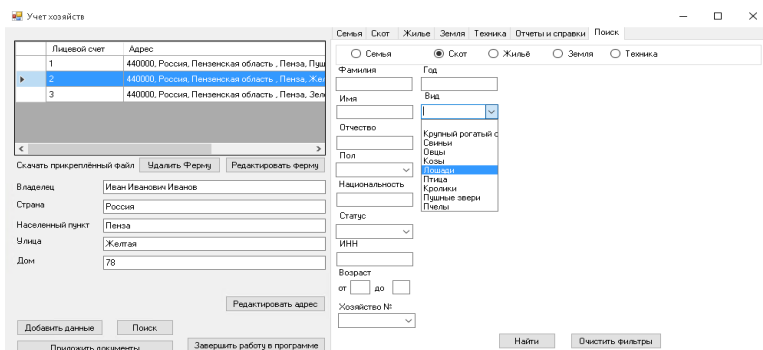 Учет хозяйств
Лицевой счет Адрес
1 440000, Россия, Пензенская область , Пенза, Пуш
2 440000, Россия, Пензенская область , Пенза, Жел
3 440000, Россия, Пензенская область , Пенза, Зел
Скачать прикреплённый файл Удалить Ферму Редактировать ферму
Владелец Иван Иванович Иванов
Страна Россия
Населенный пункт Пенза
Улица Желтая
Дом 78
Редактировать адрес
Добавить данные Поиск
Приложить документы Завершить работу в программе
Семья Скот Жилье Земля Техника Отчеты и справки Поиск
Семья Скот Жильё Земля Техника
Фамилия Год
Имя Вид
Отчество
Пол
Национальность
Статус
ИНН
Возраст
от до
Хозяйство №
Крупный рогатый с
Свиньи
Овцы
Козы
Лошади
Птица
Кролики
Пушные звери
Пчелы
Найти Очистить фильтры